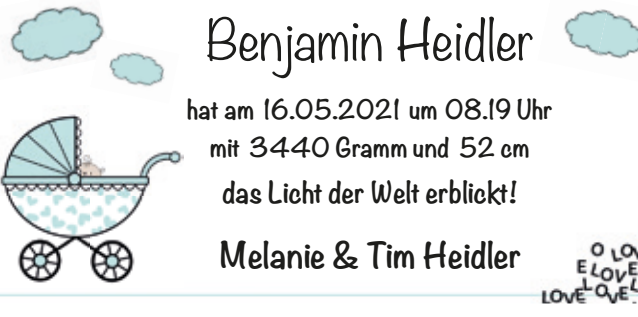 Benjamin Heidler
hat am 16.05.2021 um 08.19 Uhr
mit 3440 Gramm und 52 cm
das Licht der Welt erblickt!
Melanie & Tim Heidler
LOVE